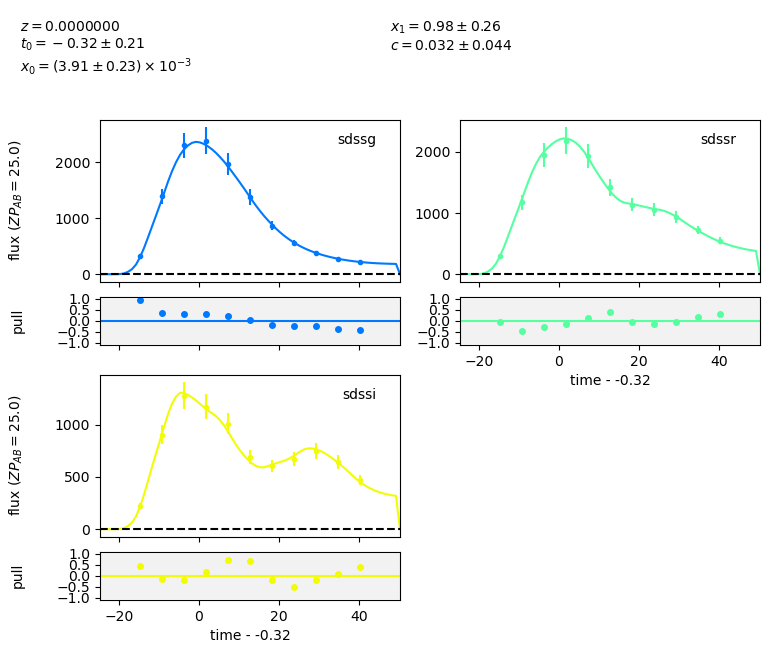 z = 0.0000000
t₀ = −0.32 ± 0.21
x₀ = (3.91 ± 0.23) × 10⁻³
x₁ = 0.98 ± 0.26
c = 0.032 ± 0.044
flux (ZP_AB = 25.0)
2000
1000
0
sdssg
2000
1000
0
sdssr
pull
1.0
0.5
0.0
−0.5
−1.0
1.0
0.5
0.0
−0.5
−1.0
−20
0
20
40
time - -0.32
flux (ZP_AB = 25.0)
1000
500
0
sdssi
pull
1.0
0.5
0.0
−0.5
−1.0
−20
0
20
40
time - -0.32